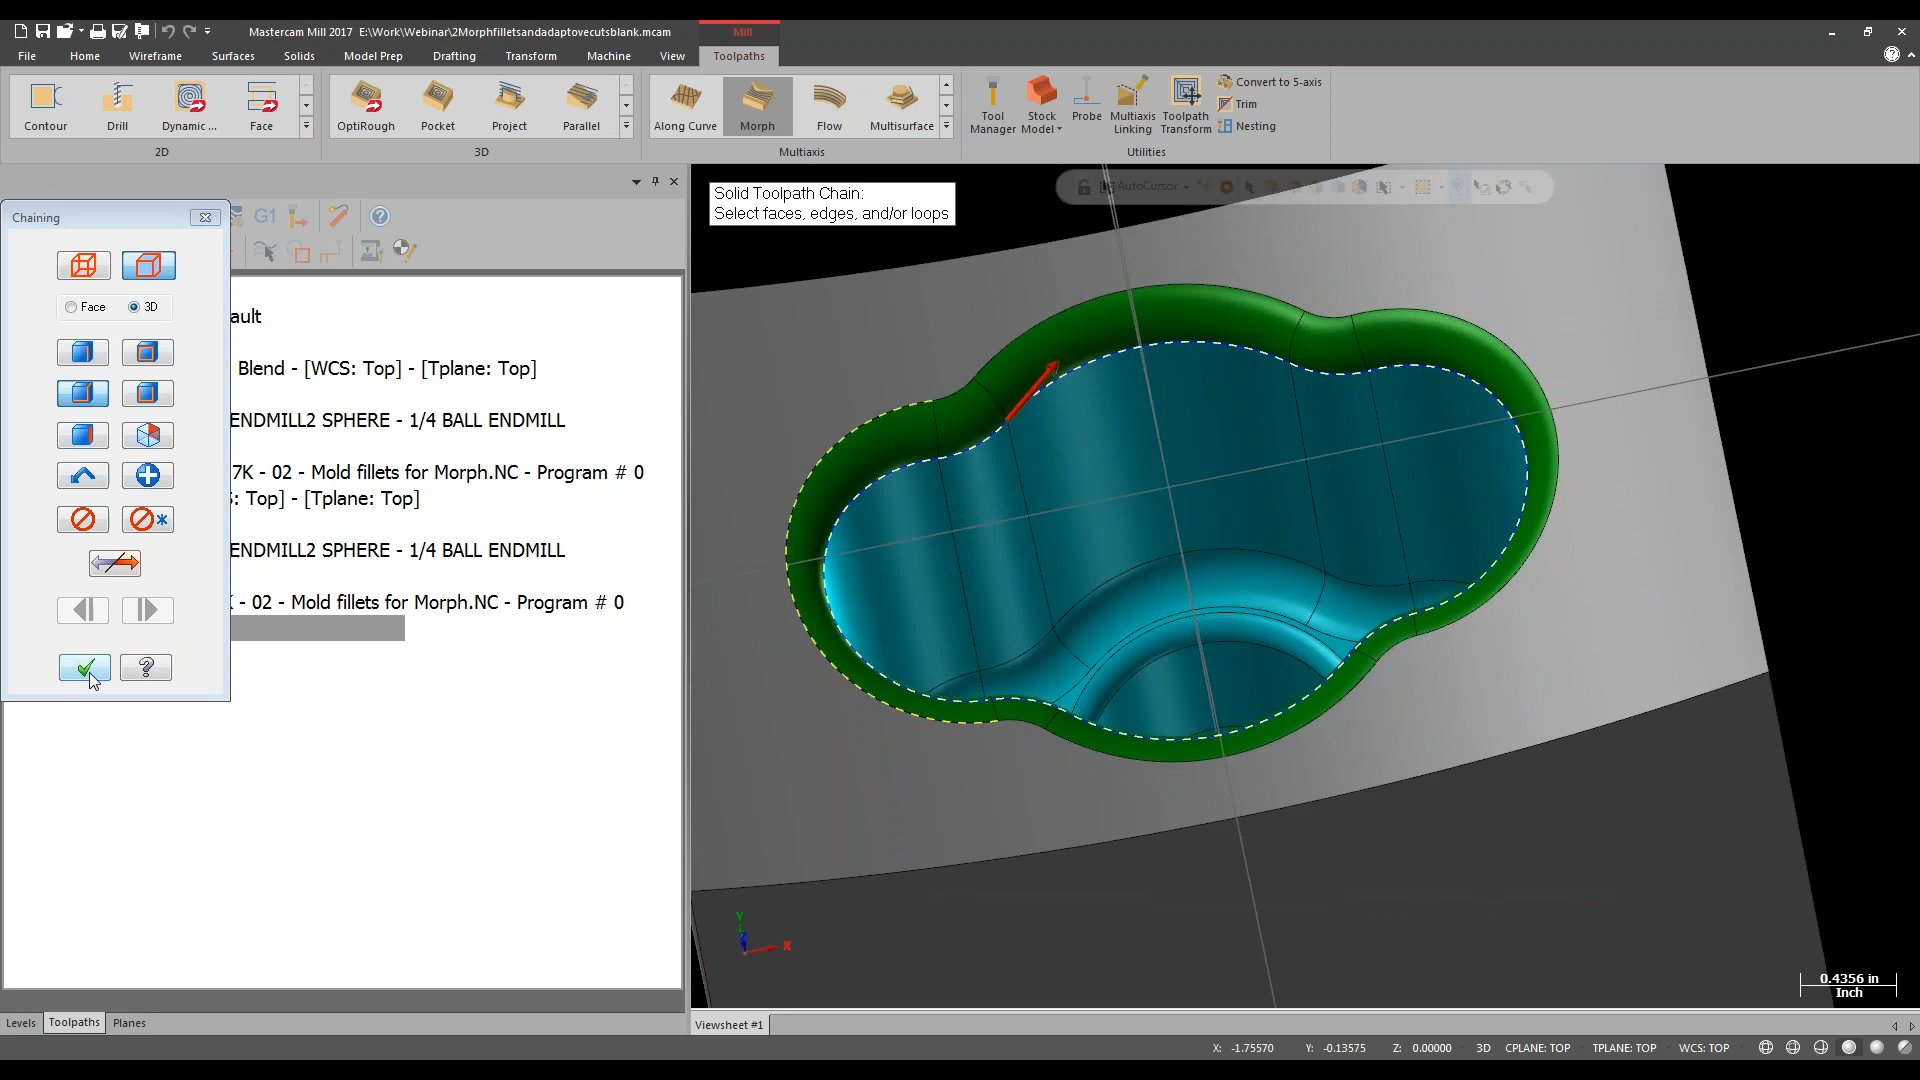 Mastercam Mill 2017  E:\Work\Webinar\2Morphfilletsandadaptovecutsblank.mcam
Mill
File
Home
Wireframe
Surfaces
Solids
Model Prep
Drafting
Transform
Machine
View
Toolpaths
Contour
Drill
Dynamic ...
Face
2D
OptiRough
Pocket
Project
Parallel
3D
Along Curve
Morph
Flow
Multisurface
Multiaxis
Tool
Manager
Stock
Model
Probe
Multiaxis
Linking
Toolpath
Transform
Convert to 5-axis
Trim
Nesting
Utilities
Chaining
Face
3D
G1
ault
Blend - [WCS: Top] - [Tplane: Top]
ENDMILL2 SPHERE - 1/4 BALL ENDMILL
7K - 02 - Mold fillets for Morph.NC - Program # 0
: Top] - [Tplane: Top]
ENDMILL2 SPHERE - 1/4 BALL ENDMILL
- 02 - Mold fillets for Morph.NC - Program # 0
Solid Toolpath Chain:
Select faces, edges, and/or loops
AutoCursor
Y
Z
X
0.4356 in
Inch
Levels
Toolpaths
Planes
Viewsheet #1
X: -1.75570
Y: -0.13575
Z: 0.00000
3D
CPLANE: TOP
TPLANE: TOP
WCS: TOP